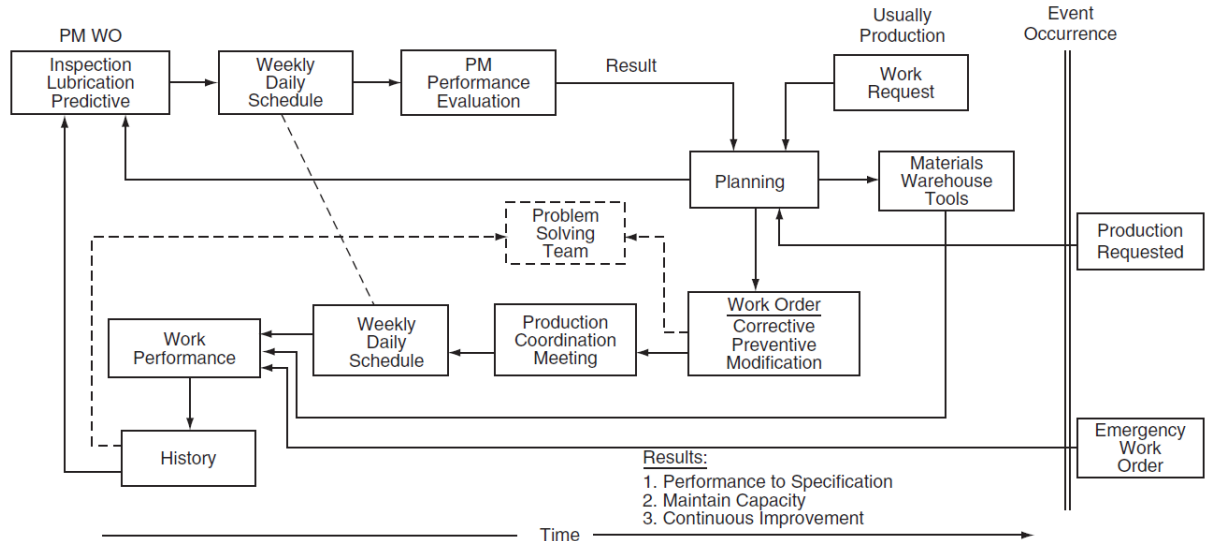 PM WO
Inspection
Lubrication
Predictive
Weekly
Daily
Schedule
PM
Performance
Evaluation
Result
Usually
Production
Work
Request
Event
Occurrence
Planning
Materials
Warehouse
Tools
Problem
Solving
Team
Production
Requested
Work
Performance
Weekly
Daily
Schedule
Production
Coordination
Meeting
Work Order
Corrective
Preventive
Modification
History
Emergency
Work
Order
Results:
1. Performance to Specification
2. Maintain Capacity
3. Continuous Improvement
Time